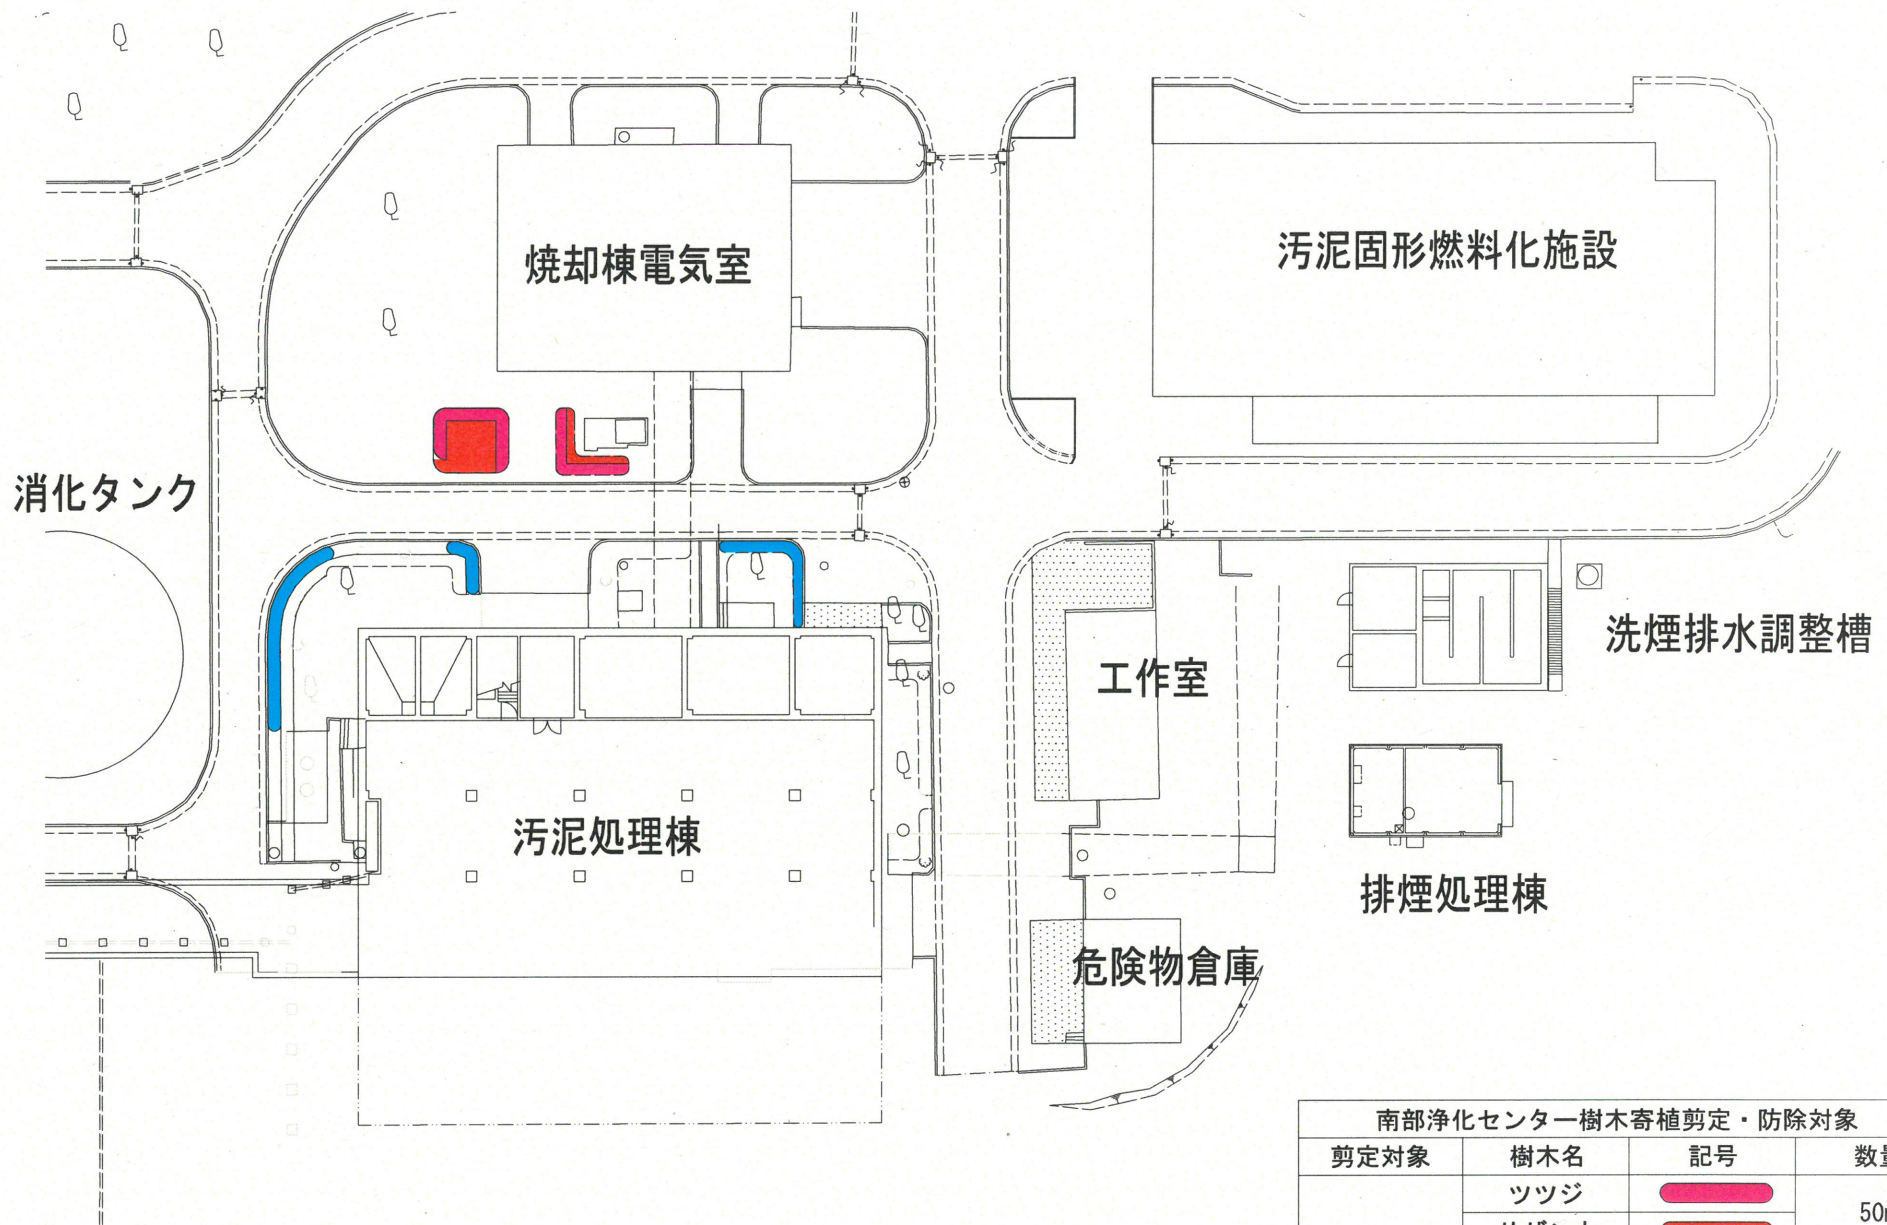 焼却棟電気室
汚泥固形燃料化施設
消化タンク
洗煙排水調整槽
工作室
汚泥処理棟
排煙処理棟
危険物倉庫
南部浄化センター樹木寄植剪定・防除対象
剪定対象 樹木名 記号 数
ツツジ
50